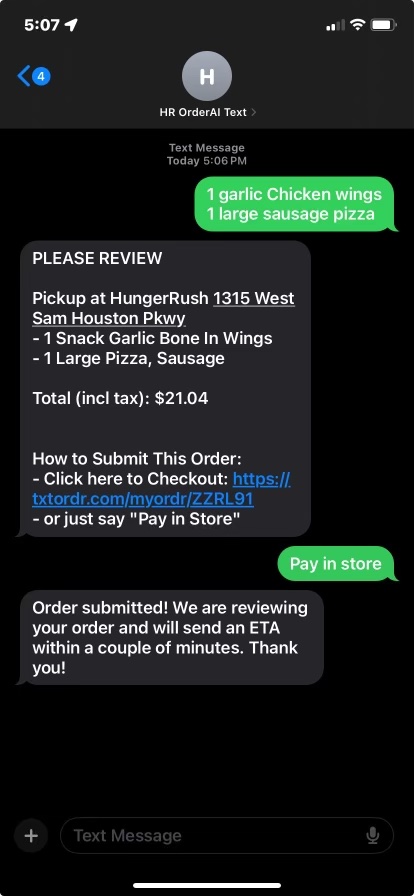 5:07
4
H
HR OrderAI Text
Text Message
Today 5:06 PM
1 garlic Chicken wings
1 large sausage pizza
PLEASE REVIEW
Pickup at HungerRush 1315 West
Sam Houston Pkwy
- 1 Snack Garlic Bone In Wings
- 1 Large Pizza, Sausage
Total (incl tax): $21.04
How to Submit This Order:
- Click here to Checkout: https://
txtordr.com/myordr/ZZRL91
- or just say "Pay in Store"
Pay in store
Order submitted! We are reviewing
your order and will send an ETA
within a couple of minutes. Thank
you!
Text Message